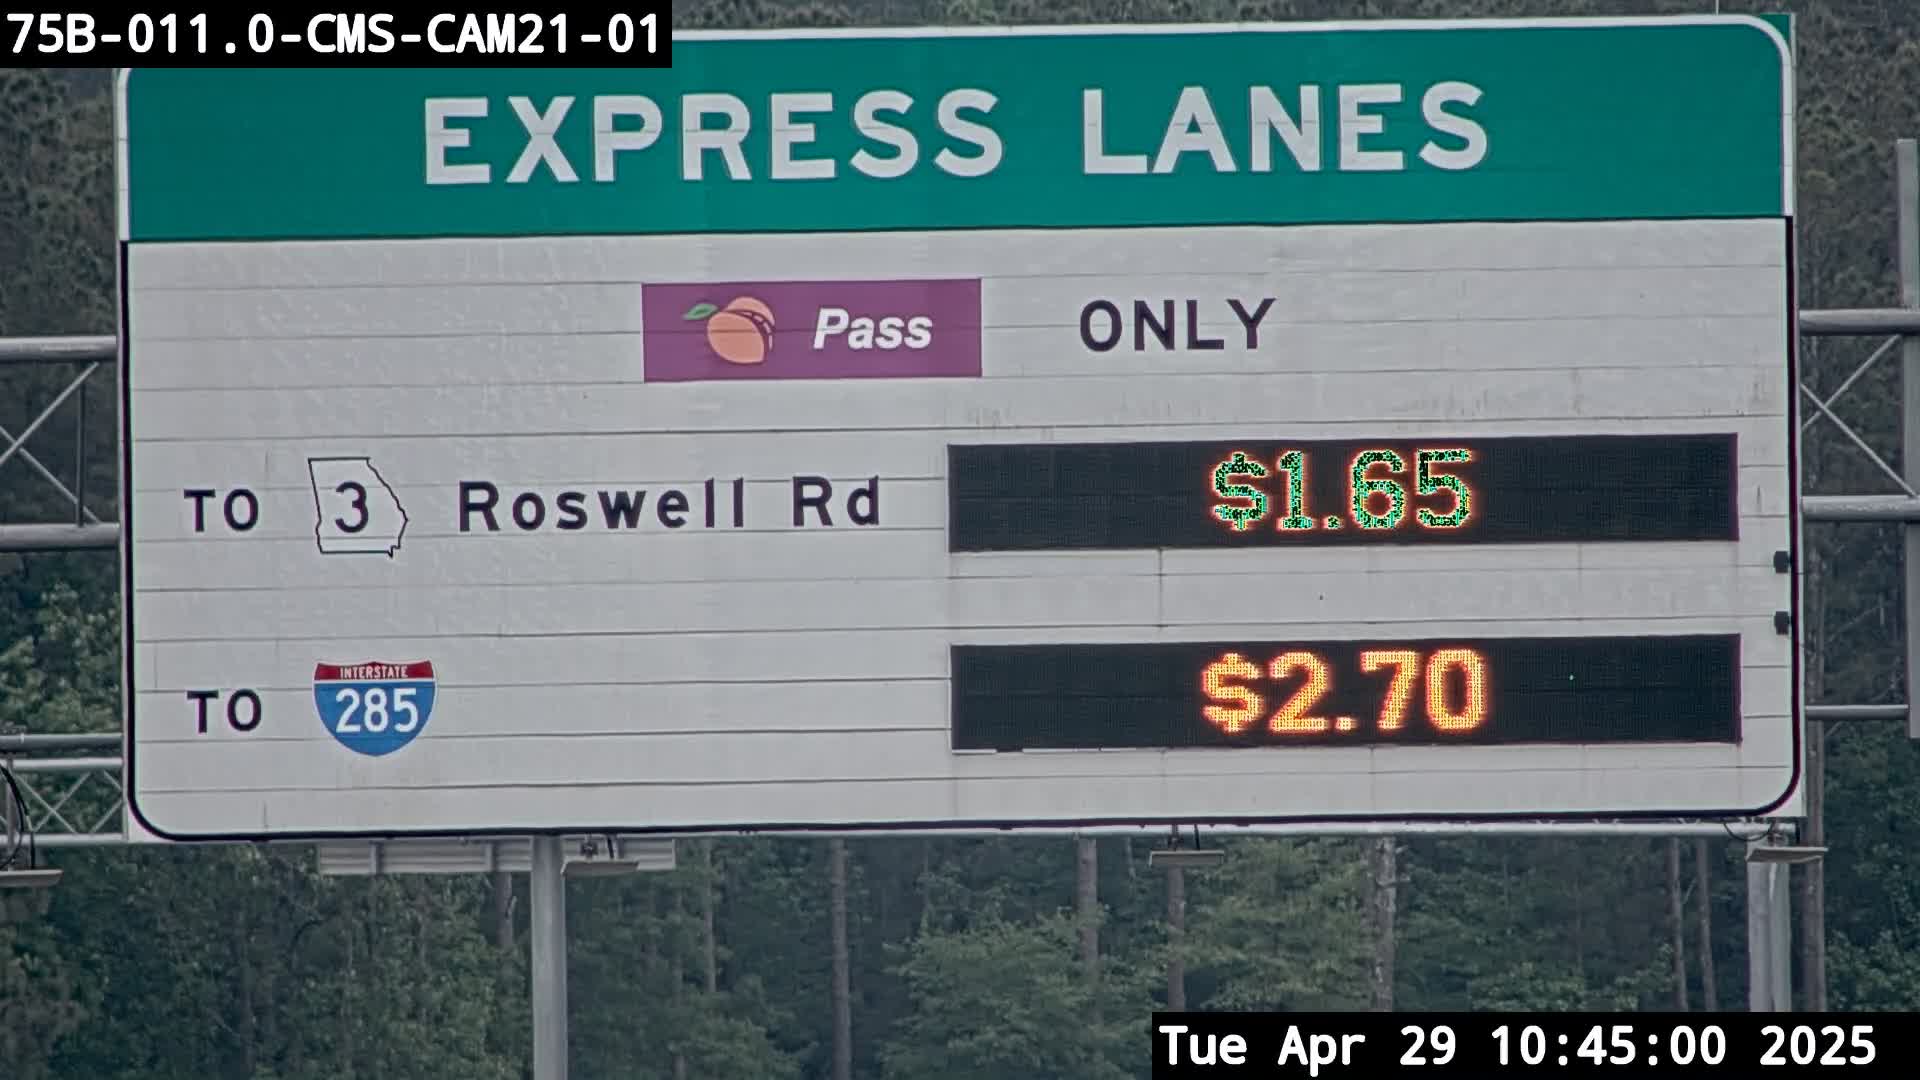 75B-011.0-CMS-CAM21-01
EXPRESS LANES
Pass ONLY
TO 3 Roswell Rd $1.65
TO INTERSTATE 285 $2.70
Tue Apr 29 10:45:00 2025